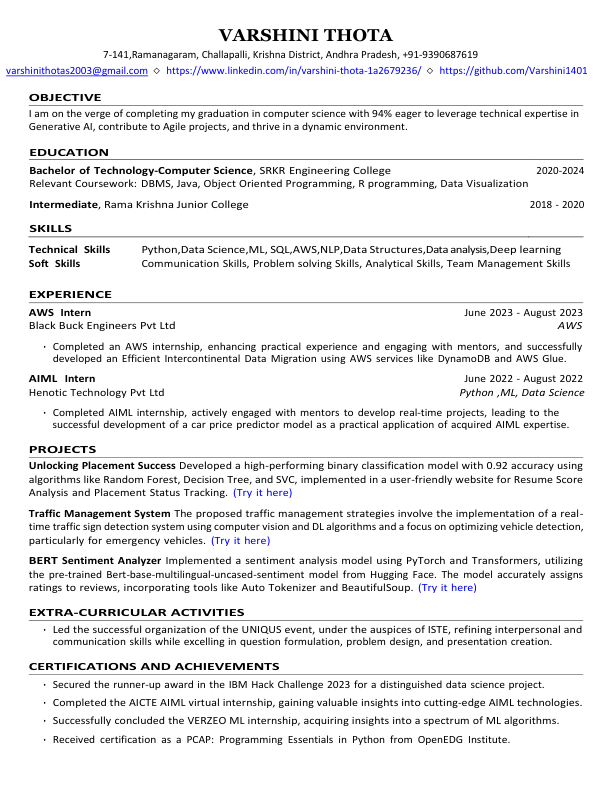 VARSHINI THOTA
7-141,Ramanagaram, Challapalli, Krishna District, Andhra Pradesh, +91-9390687619
varshinithotas2003@gmail.com ◇ https://www.linkedin.com/in/varshini-thota-1a2679236/ ◇ https://github.com/Varshini1401
OBJECTIVE
I am on the verge of completing my graduation in computer science with 94% eager to leverage technical expertise in
Generative AI, contribute to Agile projects, and thrive in a dynamic environment.
EDUCATION
Bachelor of Technology-Computer Science, SRKR Engineering College 2020-2024
Relevant Coursework: DBMS, Java, Object Oriented Programming, R programming, Data Visualization
Intermediate, Rama Krishna Junior College 2018 - 2020
SKILLS
Technical Skills Python,Data Science,ML, SQL,AWS,NLP,Data Structures,Data analysis,Deep learning
Soft Skills Communication Skills, Problem solving Skills, Analytical Skills, Team Management Skills
EXPERIENCE
AWS Intern June 2023 - August 2023
Black Buck Engineers Pvt Ltd AWS
· Completed an AWS internship, enhancing practical experience and engaging with mentors, and successfully
developed an Efficient Intercontinental Data Migration using AWS services like DynamoDB and AWS Glue.
AIML Intern June 2022 - August 2022
Henotic Technology Pvt Ltd Python ,ML, Data Science
· Completed AIML internship, actively engaged with mentors to develop real-time projects, leading to the
successful development of a car price predictor model as a practical application of acquired AIML expertise.
PROJECTS
Unlocking Placement Success Developed a high-performing binary classification model with 0.92 accuracy using
algorithms like Random Forest, Decision Tree, and SVC, implemented in a user-friendly website for Resume Score
Analysis and Placement Status Tracking. (Try it here)
Traffic Management System The proposed traffic management strategies involve the implementation of a real-
time traffic sign detection system using computer vision and DL algorithms and a focus on optimizing vehicle detection,
particularly for emergency vehicles. (Try it here)
BERT Sentiment Analyzer Implemented a sentiment analysis model using PyTorch and Transformers, utilizing
the pre-trained Bert-base-multilingual-uncased-sentiment model from Hugging Face. The model accurately assigns
ratings to reviews, incorporating tools like Auto Tokenizer and BeautifulSoup. (Try it here)
EXTRA-CURRICULAR ACTIVITIES
· Led the successful organization of the UNIQUS event, under the auspices of ISTE, refining interpersonal and
communication skills while excelling in question formulation, problem design, and presentation creation.
CERTIFICATIONS AND ACHIEVEMENTS
· Secured the runner-up award in the IBM Hack Challenge 2023 for a distinguished data science project.
· Completed the AICTE AIML virtual internship, gaining valuable insights into cutting-edge AIML technologies.
· Successfully concluded the VERZEO ML internship, acquiring insights into a spectrum of ML algorithms.
· Received certification as a PCAP: Programming Essentials in Python from OpenEDG Institute.